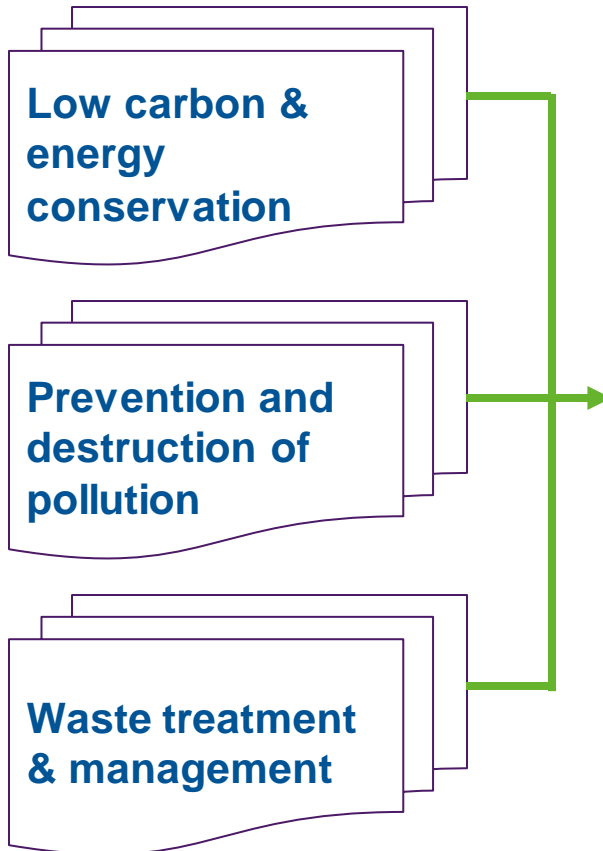 Low carbon &
energy
conservation
Prevention and
destruction of
pollution
Waste treatment
& management